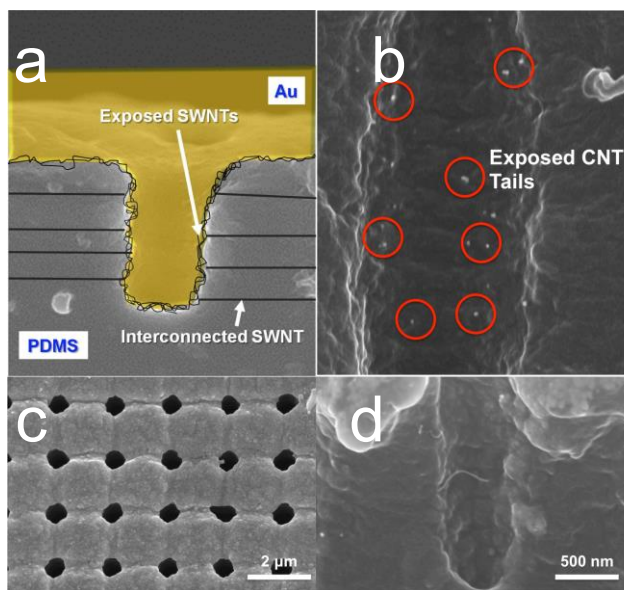 a
Au
Exposed SWNTs
PDMS
Interconnected SWNT
b
Exposed CNT
Tails
c
2 µm
d
500 nm